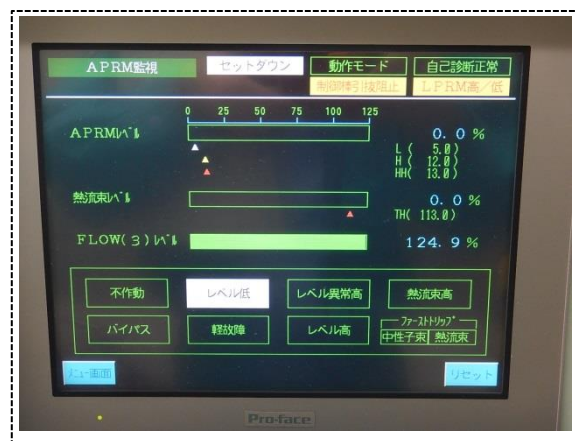 APRM監視 セットダウン 動作モード 自己診断正常
制御棒引抜阻止 LPRM高/低
0 25 50 75 100 125
APRMレベル 0.0 %
L ( 5.0)
H ( 12.0)
HH( 13.0)
熱流束レベル 0.0 %
TH( 113.0)
FLOW(3)レベル 124.9 %
不作動 レベル低 レベル異常高 熱流束高
バイパス 軽故障 レベル高 ファーストトリップ
中性子束 熱流束
メニュー画面 リセット
Pro-face